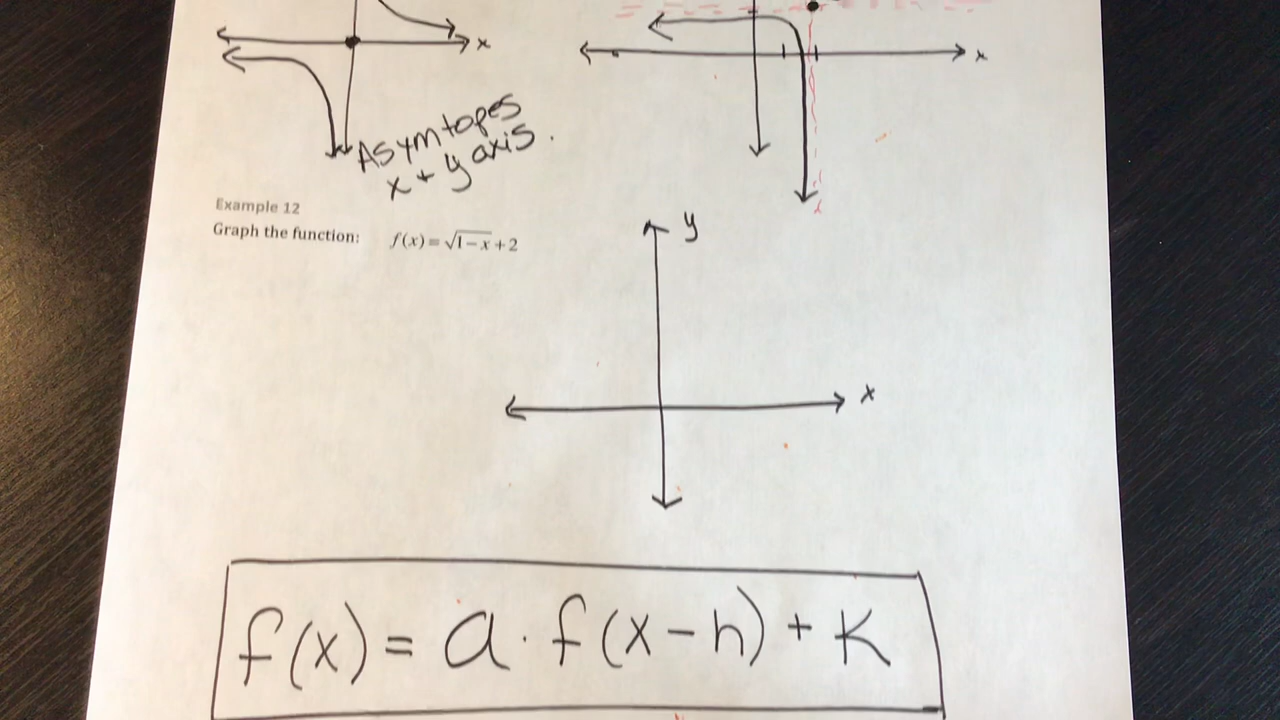 x
x
Asymtopes
x + y axis.
Example 12
Graph the function: f(x) = √1−x + 2
y
x
f(x) = a · f(x − h) + K